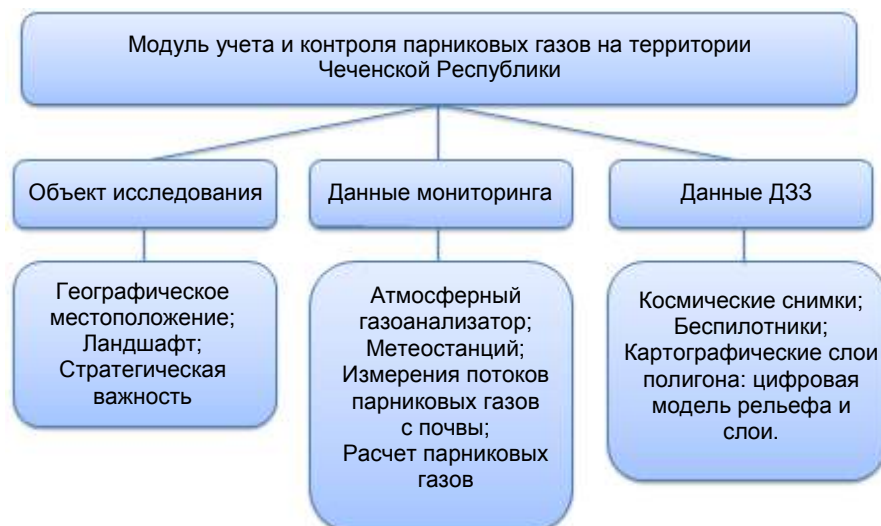 Модуль учета и контроля парниковых газов на территории
Чеченской Республики
Объект исследования
Данные мониторинга
Данные ДЗЗ
Географическое
местоположение;
Ландшафт;
Стратегическая
важность
Атмосферный
газоанализатор;
Метеостанций;
Измерения потоков
парниковых газов
с почвы;
Расчет парниковых
газов
Космические снимки;
Беспилотники;
Картографические слои
полигона: цифровая
модель рельефа и
слои.